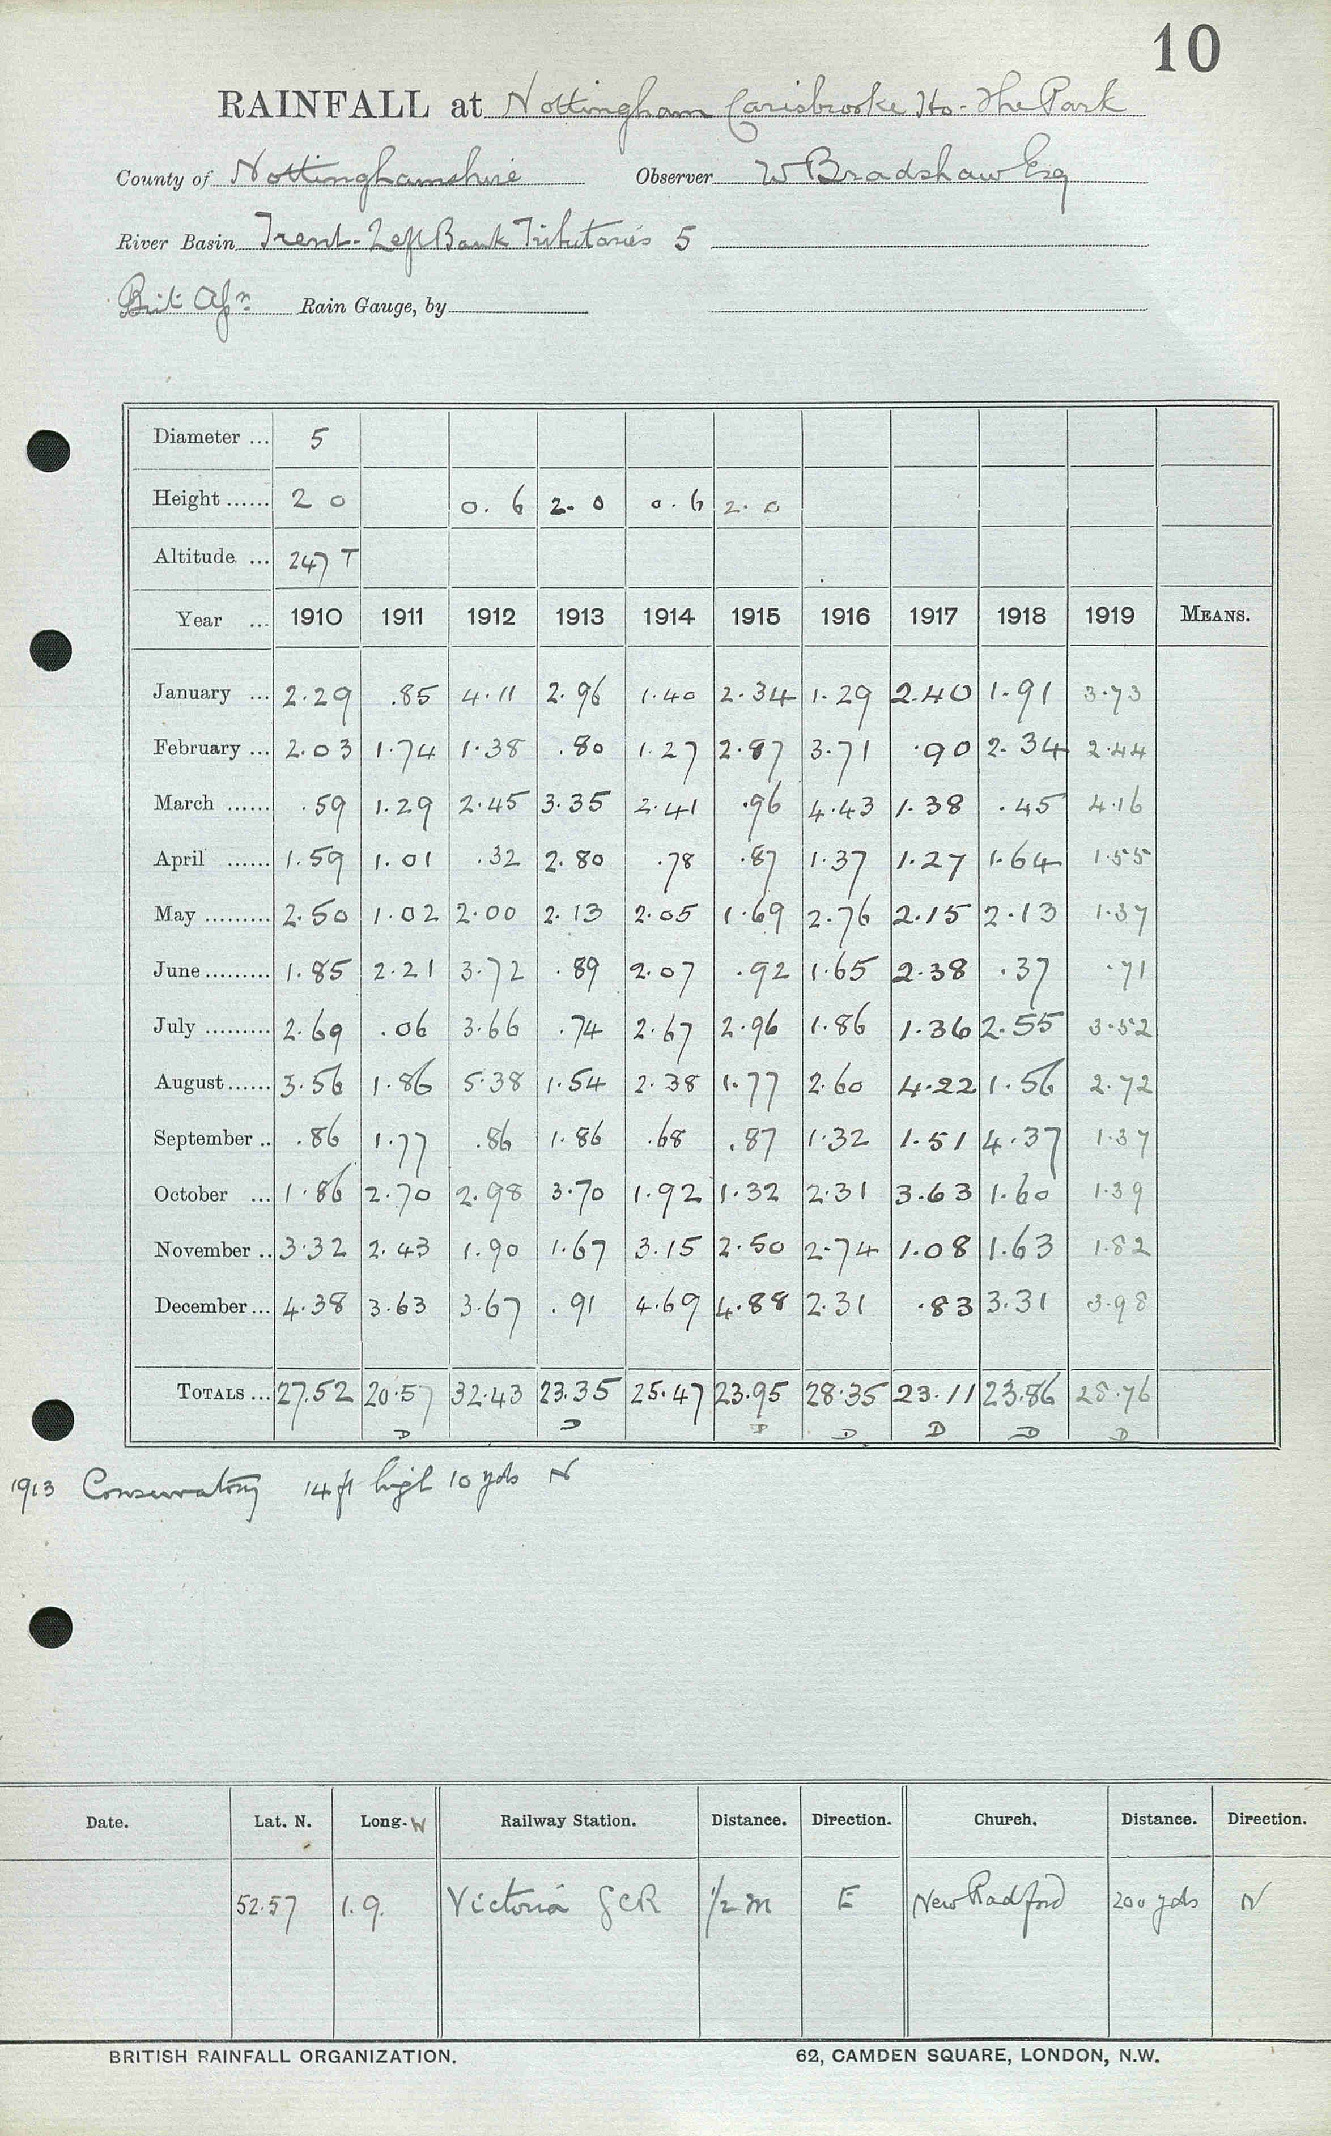 10
RAINFALL at Nottingham Carisbrooke Ho. The Park
County of Nottinghamshire Observer W Bradshaw Esq
River Basin Trent-Left Bank Tributaries 5
Brit Assn Rain Gauge, by
Diameter ... 5
Height ...... 2 0 0.6 2.0 0.6 2.0
Altitude ... 247 T
Year ... 1910 1911 1912 1913 1914 1915 1916 1917 1918 1919 MEANS.
January ... 2.29 .85 4.11 2.96 1.40 2.34 1.29 2.40 1.91 3.73
February ... 2.03 1.74 1.38 .80 1.27 2.87 3.71 .90 2.34 2.44
March ...... .59 1.29 2.45 3.35 2.41 .96 4.43 1.38 .45 4.16
April ...... 1.59 1.01 .32 2.80 .78 .87 1.37 1.27 1.64 1.55
May ......... 2.50 1.02 2.00 2.13 2.05 1.69 2.76 2.15 2.13 1.37
June ......... 1.85 2.21 3.72 .89 2.07 .92 1.65 2.38 .37 .71
July ......... 2.69 .06 3.66 .74 2.67 2.96 1.86 1.36 2.55 3.52
August ...... 3.56 1.86 5.38 1.54 2.38 1.77 2.60 4.22 1.56 2.72
September .. .86 1.77 .86 1.86 .68 .87 1.32 1.51 4.37 1.37
October ... 1.86 2.70 2.98 3.70 1.92 1.32 2.31 3.63 1.60 1.39
November .. 3.32 2.43 1.90 1.67 3.15 2.50 2.74 1.08 1.63 1.82
December ... 4.38 3.63 3.67 .91 4.69 4.88 2.31 .83 3.31 3.98
TOTALS ... 27.52 20.57 32.43 23.35 25.47 23.95 28.35 23.11 23.86 28.76
D D D D D D D
1913 Conservatory 14 ft high 10 yds N
Date. Lat. N. Long. W Railway Station. Distance. Direction. Church. Distance. Direction.
52.57 1.9. Victoria GCR 1/2 m E New Radford 200 yds N
BRITISH RAINFALL ORGANIZATION. 62, CAMDEN SQUARE, LONDON, N.W.